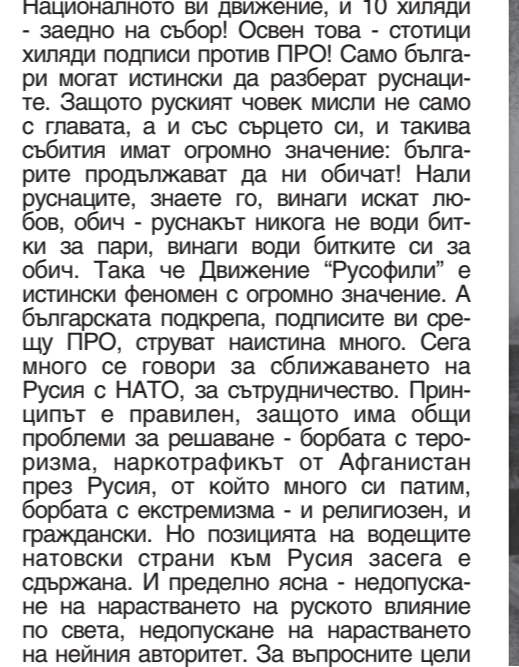 Националното ви движение, и 10 хиляди
- заедно на събор! Освен това - стотици
хиляди подписи против ПРО! Само бълга-
ри могат истински да разберат руснаци-
те. Защото руският човек мисли не само
с главата, а и със сърцето си, и такива
събития имат огромно значение: бълга-
рите продължават да ни обичат! Нали
руснаците, знаете го, винаги искат лю-
бов, обич - руснакът никога не води бит-
ки за пари, винаги води битките си за
обич. Така че Движение “Русофили” е
истински феномен с огромно значение. А
българската подкрепа, подписите ви сре-
щу ПРО, струват наистина много. Сега
много се говори за сближаването на
Русия с НАТО, за сътрудничество. Прин-
ципът е правилен, защото има общи
проблеми за решаване - борбата с теро-
ризма, наркотрафикът от Афганистан
през Русия, от който много си патим,
борбата с екстремизма - и религиозен, и
граждански. Но позицията на водещите
натовски страни към Русия засега е
сдържана. И пределно ясна - недопуска-
не на нарастването на руското влияние
по света, недопускане на нарастването
на нейния авторитет. За въпросните цели